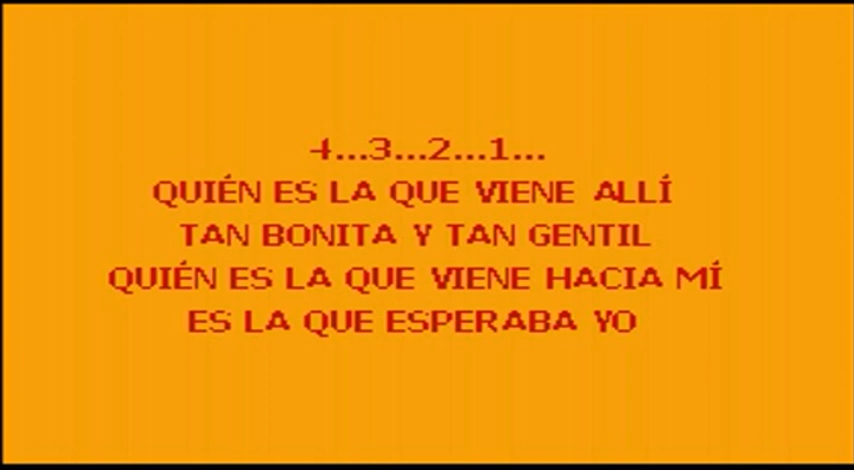 4...3...2...1...
QUIÉN ES LA QUE VIENE ALLÍ
TAN BONITA Y TAN GENTIL
QUIÉN ES LA QUE VIENE HACIA MÍ
ES LA QUE ESPERABA YO